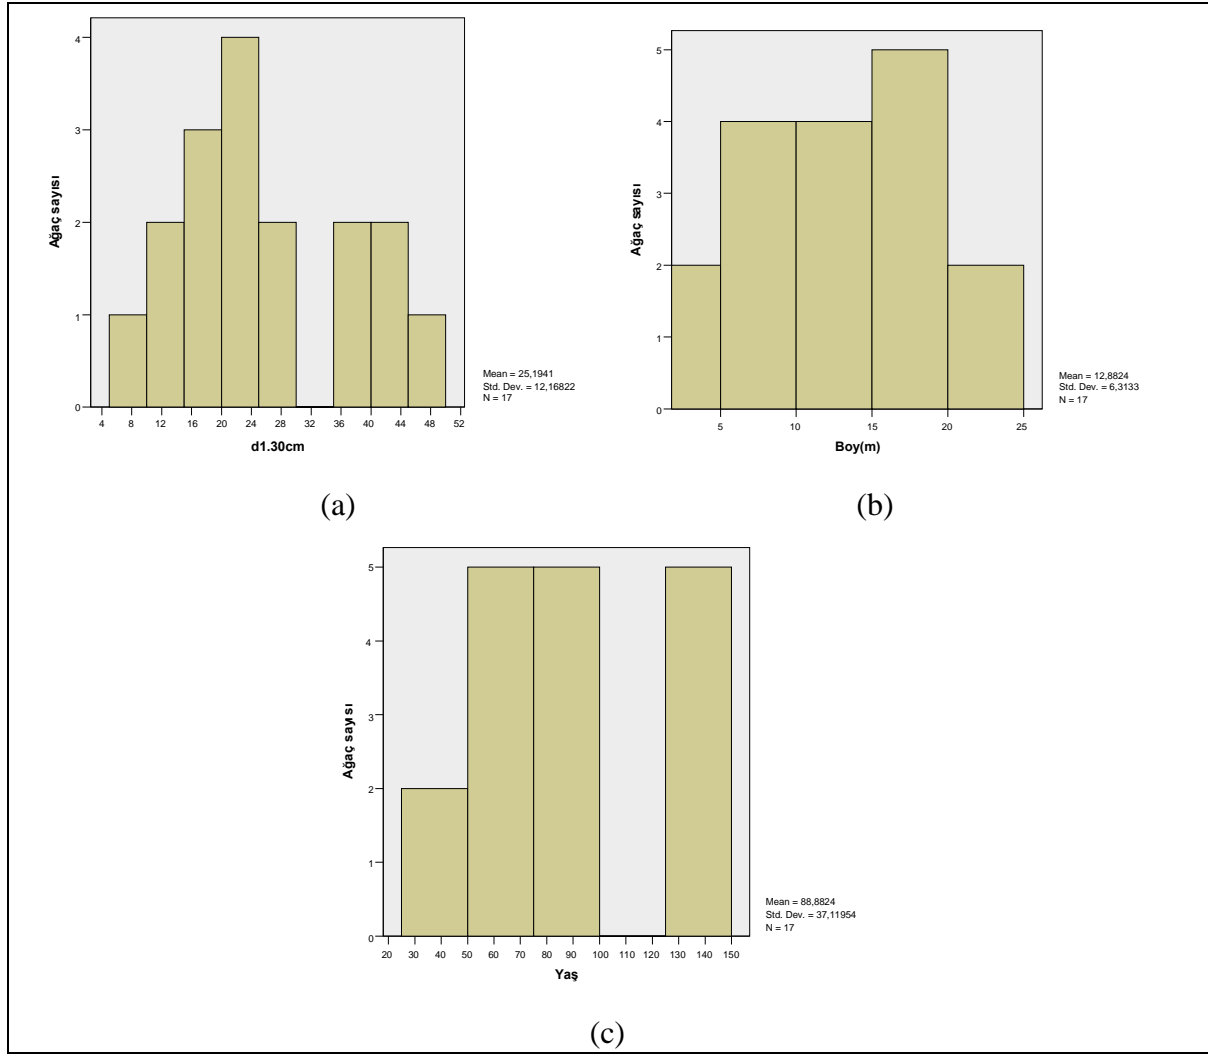 4
3
2
1
0
Ağaç sayısı
4 8 12 16 20 24 28 32 36 40 44 48 52
d1.30cm
Mean = 25,1941
Std. Dev. = 12,16822
N = 17
(a)
5
4
3
2
1
0
Ağaç sayısı
5 10 15 20 25
Boy(m)
Mean = 12,8824
Std. Dev. = 6,3133
N = 17
(b)
5
4
3
2
1
0
Ağaç sayısı
20 30 40 50 60 70 80 90 100 110 120 130 140 150
Yaş
Mean = 88,8824
Std. Dev. = 37,11954
N = 17
(c)